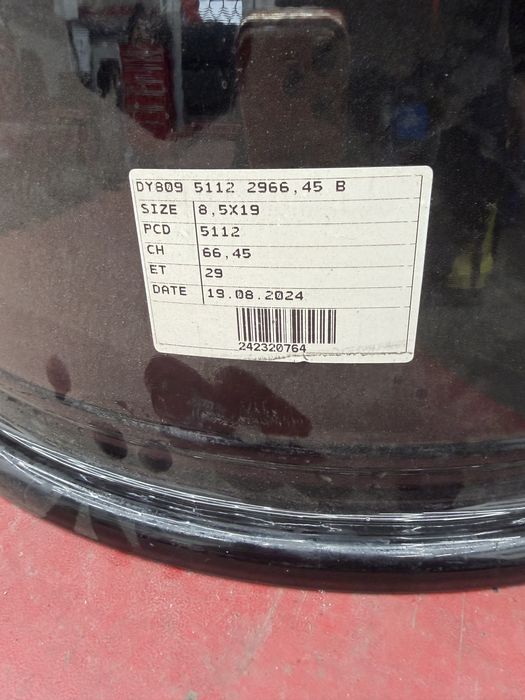 DY809 5112 2966,45 B
SIZE 8,5X19
PCD 5112
CH 66,45
ET 29
DATE 19.08.2024
242320764